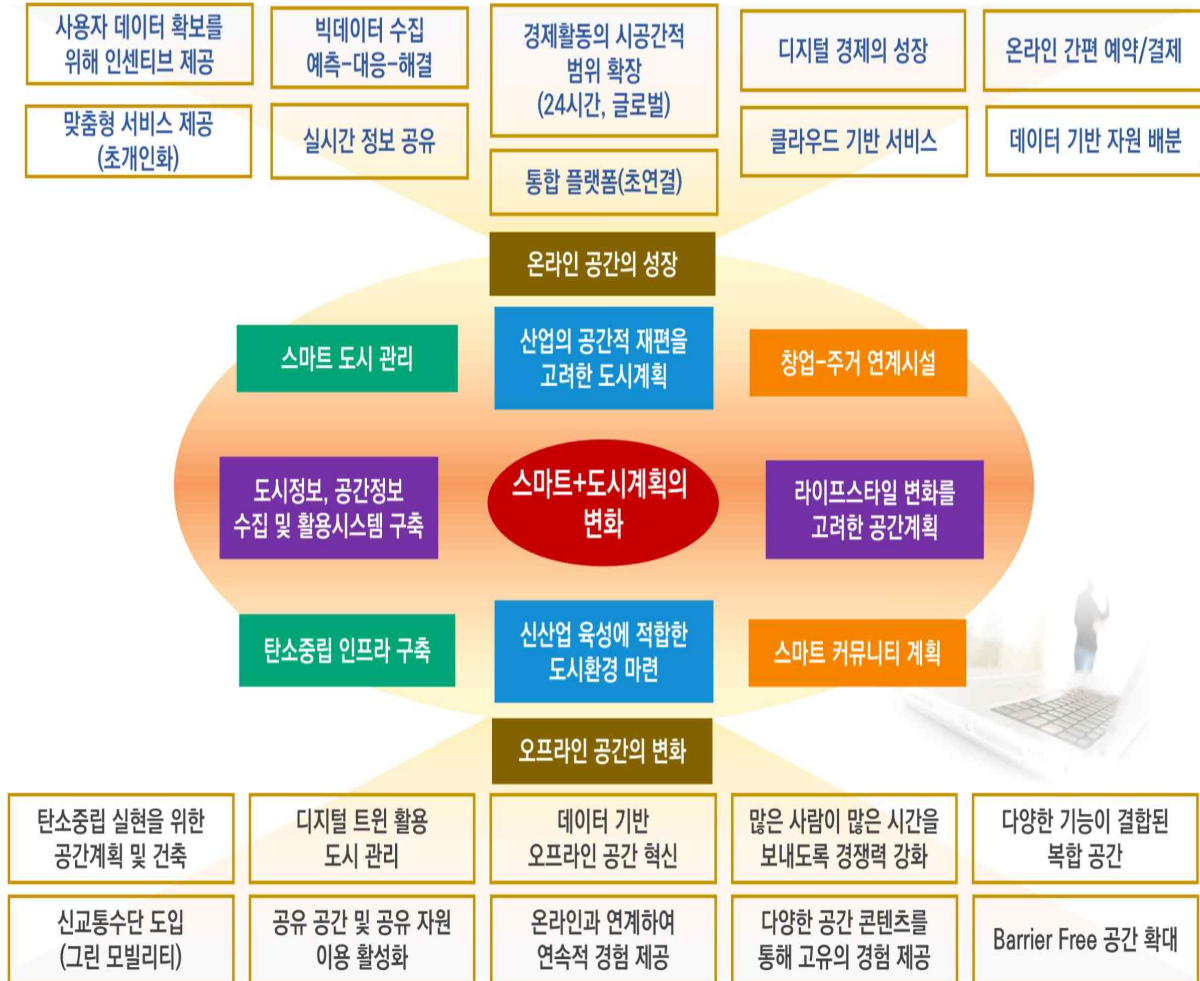 사용자 데이터 확보를
위해 인센티브 제공
빅데이터 수집
예측-대응-해결
경제활동의 시공간적
범위 확장
(24시간, 글로벌)
디지털 경제의 성장
온라인 간편 예약/결제
맞춤형 서비스 제공
(초개인화)
실시간 정보 공유
통합 플랫폼(초연결)
클라우드 기반 서비스
데이터 기반 자원 배분
온라인 공간의 성장
스마트 도시 관리
산업의 공간적 재편을
고려한 도시계획
창업-주거 연계시설
도시정보, 공간정보
수집 및 활용시스템 구축
스마트+도시계획의
변화
라이프스타일 변화를
고려한 공간계획
탄소중립 인프라 구축
신산업 육성에 적합한
도시환경 마련
스마트 커뮤니티 계획
오프라인 공간의 변화
탄소중립 실현을 위한
공간계획 및 건축
디지털 트윈 활용
도시 관리
데이터 기반
오프라인 공간 혁신
많은 사람이 많은 시간을
보내도록 경쟁력 강화
다양한 기능이 결합된
복합 공간
신교통수단 도입
(그린 모빌리티)
공유 공간 및 공유 자원
이용 활성화
온라인과 연계하여
연속적 경험 제공
다양한 공간 콘텐츠를
통해 고유의 경험 제공
Barrier Free 공간 확대